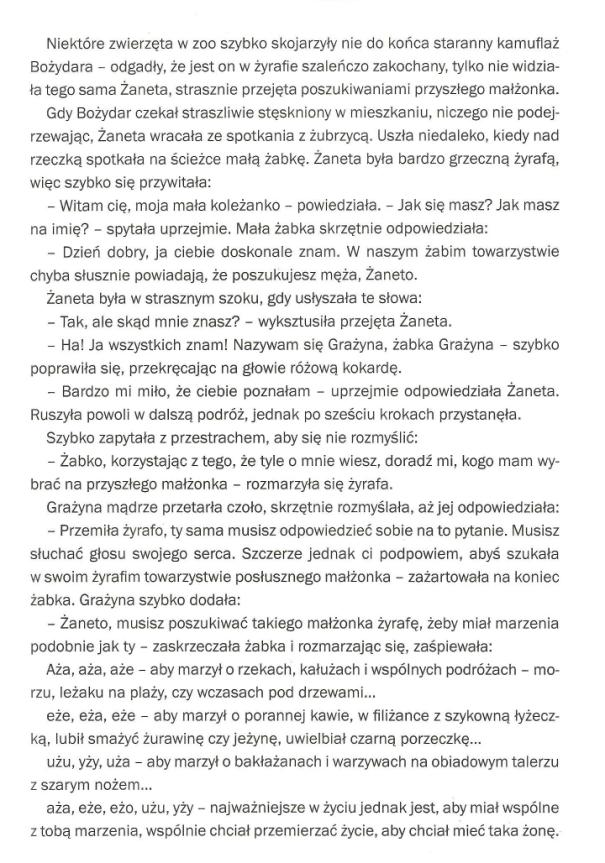 Niektóre zwierzęta w zoo szybko skojarzyły nie do końca staranny kamuflaż
Bożydara – odgadły, że jest on w żyrafie szaleńczo zakochany, tylko nie widzia-
ła tego sama Żaneta, strasznie przejęta poszukiwaniami przyszłego małżonka.
Gdy Bożydar czekał straszliwie stęskniony w mieszkaniu, niczego nie podej-
rzewając, Żaneta wracała ze spotkania z żubrzycą. Uszła niedaleko, kiedy nad
rzeczką spotkała na ścieżce małą żabkę. Żaneta była bardzo grzeczną żyrafą,
więc szybko się przywitała:
– Witam cię, moja mała koleżanko – powiedziała. – Jak się masz? Jak masz
na imię? – spytała uprzejmie. Mała żabka skrzętnie odpowiedziała:
– Dzień dobry, ja ciebie doskonale znam. W naszym żabim towarzystwie
chyba słusznie powiadają, że poszukujesz męża, Żaneto.
Żaneta była w strasznym szoku, gdy usłyszała te słowa:
– Tak, ale skąd mnie znasz? – wyksztusiła przejęta Żaneta.
– Ha! Ja wszystkich znam! Nazywam się Grażyna, żabka Grażyna – szybko
poprawiła się, przekręcając na głowie różową kokardę.
– Bardzo mi miło, że ciebie poznałam – uprzejmie odpowiedziała Żaneta.
Ruszyła powoli w dalszą podróż, jednak po sześciu krokach przystanęła.
Szybko zapytała z przestrachem, aby się nie rozmyślić:
– Żabko, korzystając z tego, że tyle o mnie wiesz, doradź mi, kogo mam wy-
brać na przyszłego małżonka – rozmarzyła się żyrafa.
Grażyna mądrze przetarła czoło, skrzętnie rozmyślała, aż jej odpowiedziała:
– Przemiła żyrafo, ty sama musisz odpowiedzieć sobie na to pytanie. Musisz
słuchać głosu swojego serca. Szczerze jednak ci podpowiem, abyś szukała
w swoim żyrafim towarzystwie posłusznego małżonka – zażartowała na koniec
żabka. Grażyna szybko dodała:
– Żaneto, musisz poszukiwać takiego małżonka żyrafę, żeby miał marzenia
podobnie jak ty – zaskrzeczała żabka i rozmarzając się, zaśpiewała:
Aża, aża, aże – aby marzył o rzekach, kałużach i wspólnych podróżach – mo-
rzu, leżaku na plaży, czy wczasach pod drzewami...
eże, eża, eże – aby marzył o porannej kawie, w filiżance z szykowną łyżecz-
ką, lubił smażyć żurawinę czy jeżynę, uwielbiał czarną porzeczkę...
użu, yży, uża – aby marzył o bakłażanach i warzywach na obiadowym talerzu
z szarym nożem...
aża, eże, eżo, użu, yży – najważniejsze w życiu jednak jest, aby miał wspólne
z tobą marzenia, wspólnie chciał przemierzać życie, aby chciał mieć taka żonę.